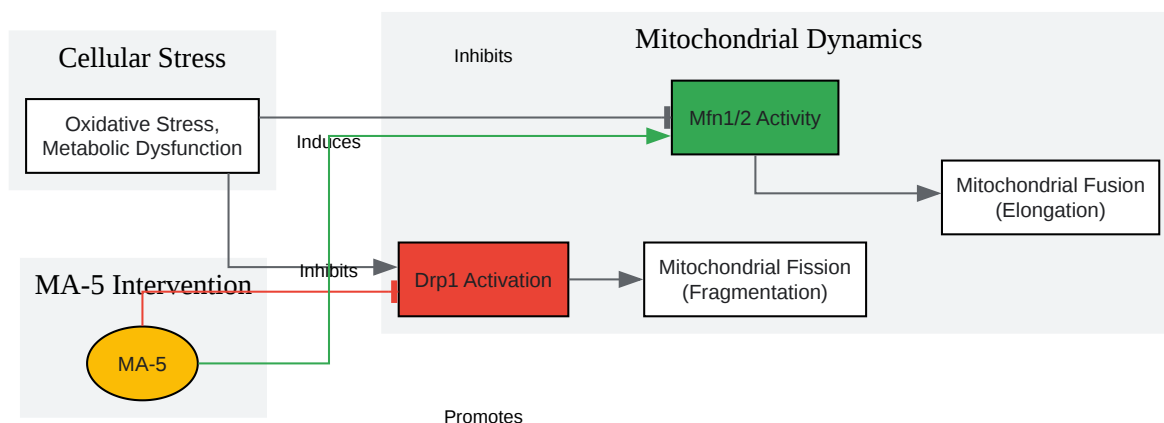 Cellular Stress
Oxidative Stress,
Metabolic Dysfunction
Mitochondrial Dynamics
Inhibits
Mfn1/2 Activity
Induces
Mitochondrial Fusion
(Elongation)
MA-5 Intervention
Inhibits
Drp1 Activation
Mitochondrial Fission
(Fragmentation)
MA-5
Promotes